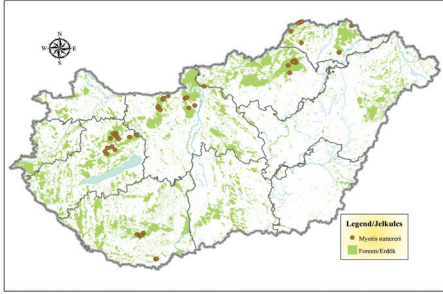 N
W E
S
Legend/Jelkulcs
Myotis nattereri
Forests/Erdők